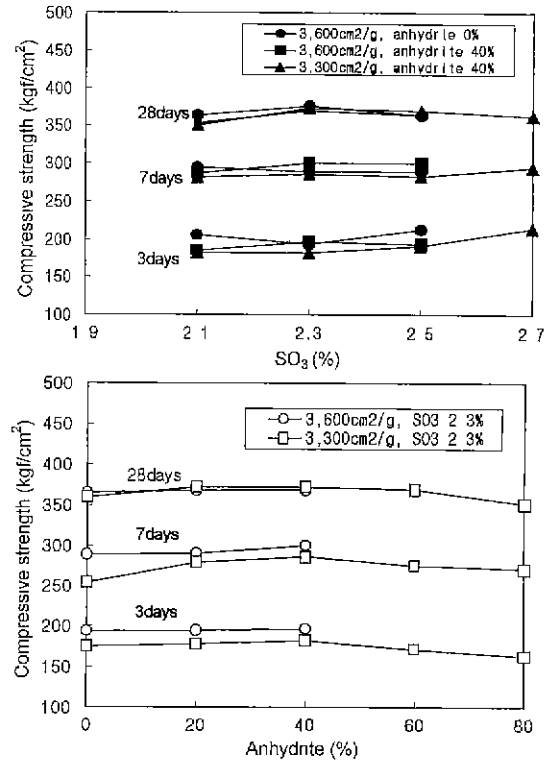 500
450
400
350
300
250
200
150
100
Compressive strength (kgf/cm²)
3,600cm2/g, anhydrile 0%
3,600cm2/g, anhydrite 40%
3,300cm2/g, anhydrite 40%
28days
7days
3days
1 9 2 1 2,3 2 5 2 7
SO₃ (%)
500
450
400
350
300
250
200
150
100
Compressive strength (kgf/cm²)
3,600cm2/g, SO3 2 3%
3,300cm2/g, SO3 2 3%
28days
7days
3days
0 20 40 60 80
Anhydrite (%)